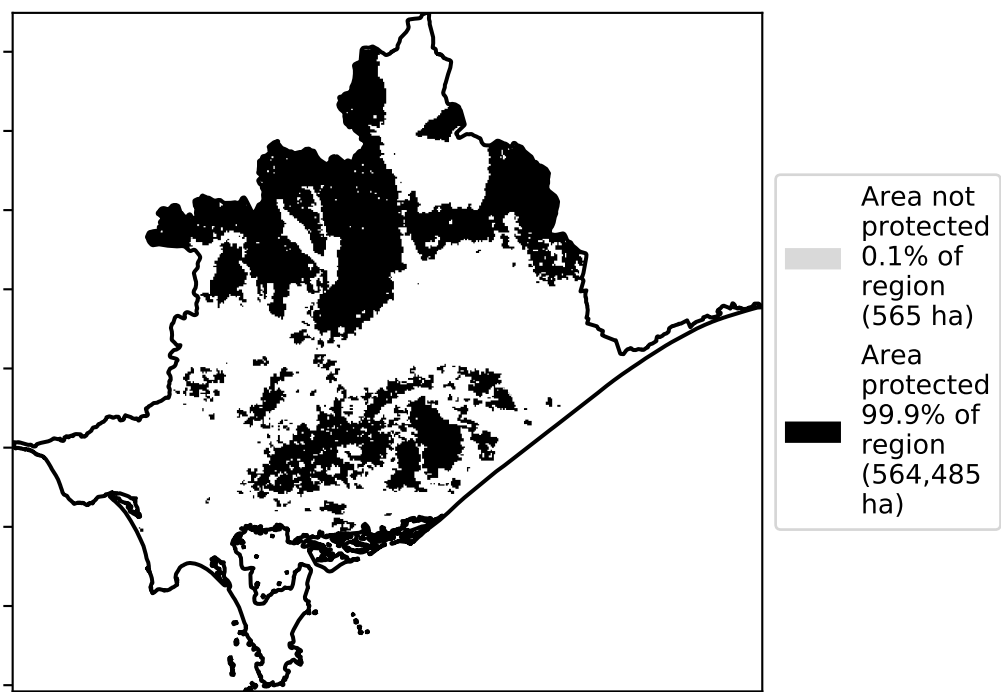 Area not
protected
0.1% of
region
(565 ha)
Area
protected
99.9% of
region
(564,485
ha)